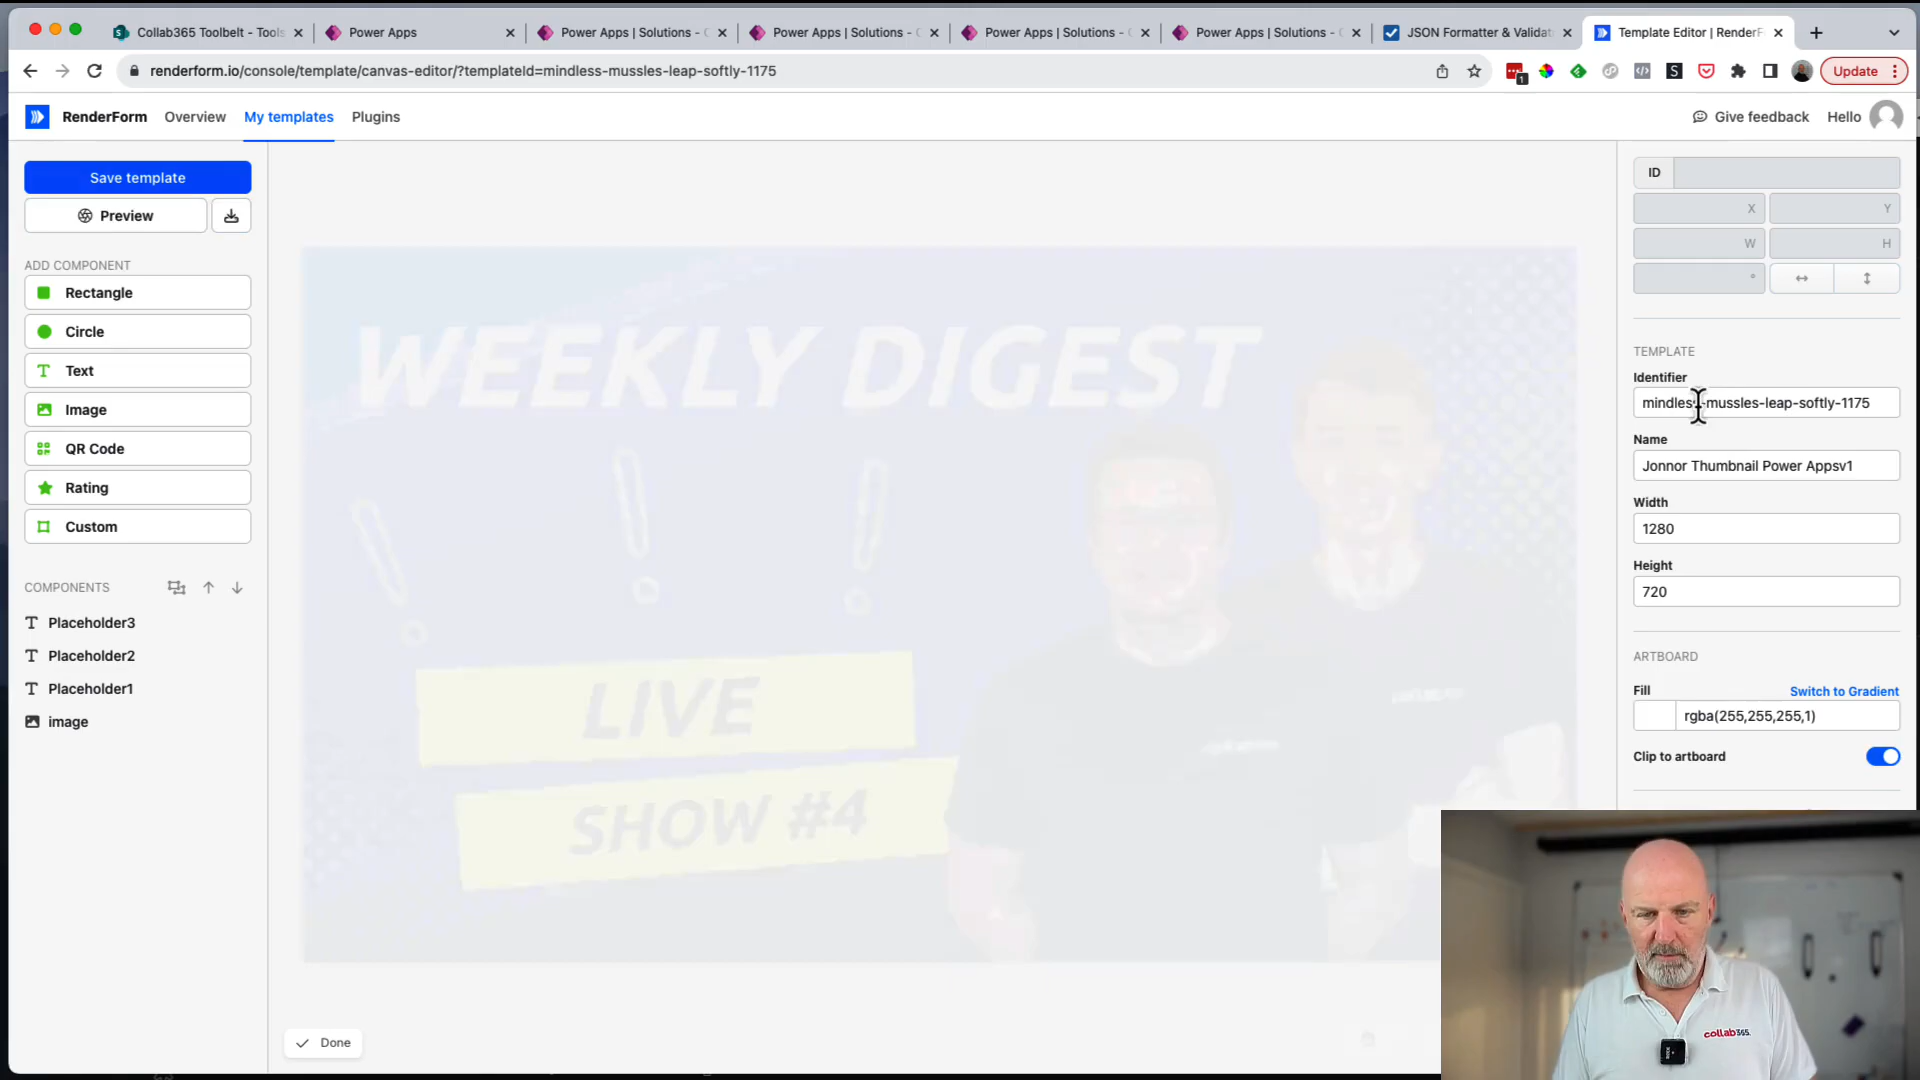 Collab365 Toolbelt - Tools
Power Apps
Power Apps | Solutions - C
Power Apps | Solutions - C
Power Apps | Solutions - C
Power Apps | Solutions - C
JSON Formatter & Validat
Template Editor | RenderF
renderform.io/console/template/canvas-editor/?templateId=mindless-mussles-leap-softly-1175
1
S
Update
RenderForm
Overview
My templates
Plugins
Give feedback
Hello
Save template
Preview
ADD COMPONENT
Rectangle
Circle
Text
Image
QR Code
Rating
Custom
COMPONENTS
Placeholder3
Placeholder2
Placeholder1
image
WEEKLY DIGEST
LIVE
SHOW #4
Done
ID
X
Y
W
H
°
TEMPLATE
Identifier
mindless-mussles-leap-softly-1175
Name
Jonnor Thumbnail Power Appsv1
Width
1280
Height
720
ARTBOARD
Fill
Switch to Gradient
rgba(255,255,255,1)
Clip to artboard
collab365